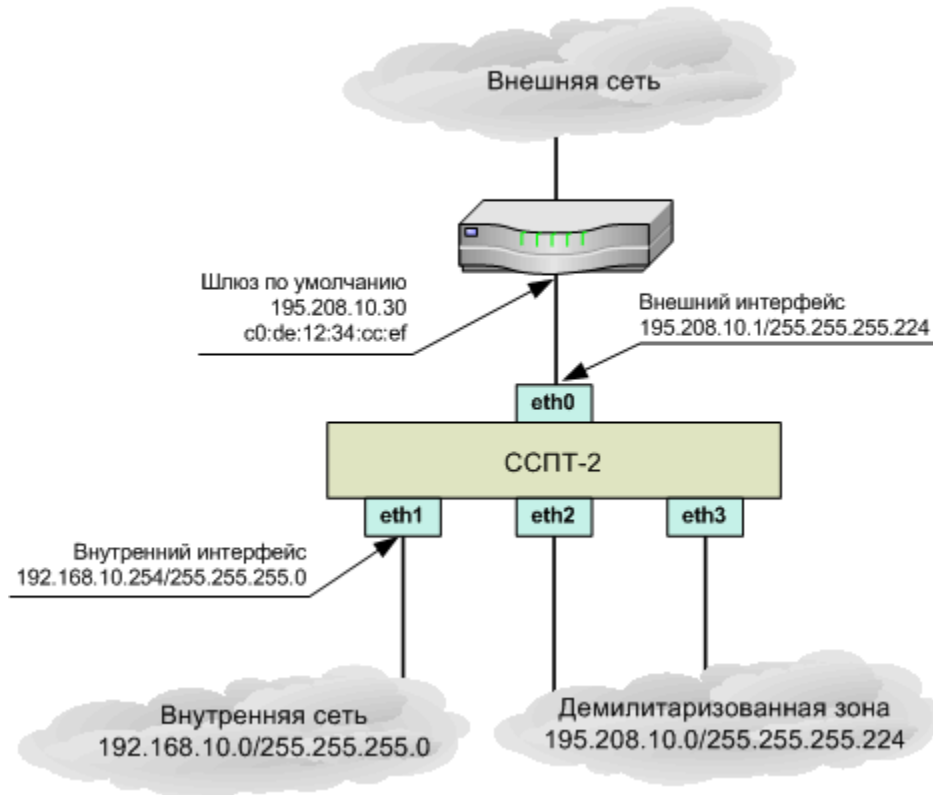 Внешняя сеть
Шлюз по умолчанию
195.208.10.30
c0:de:12:34:cc:ef
Внешний интерфейс
195.208.10.1/255.255.255.224
eth0
ССПТ-2
eth1
eth2
eth3
Внутренний интерфейс
192.168.10.254/255.255.255.0
Внутренняя сеть
192.168.10.0/255.255.255.0
Демилитаризованная зона
195.208.10.0/255.255.255.224